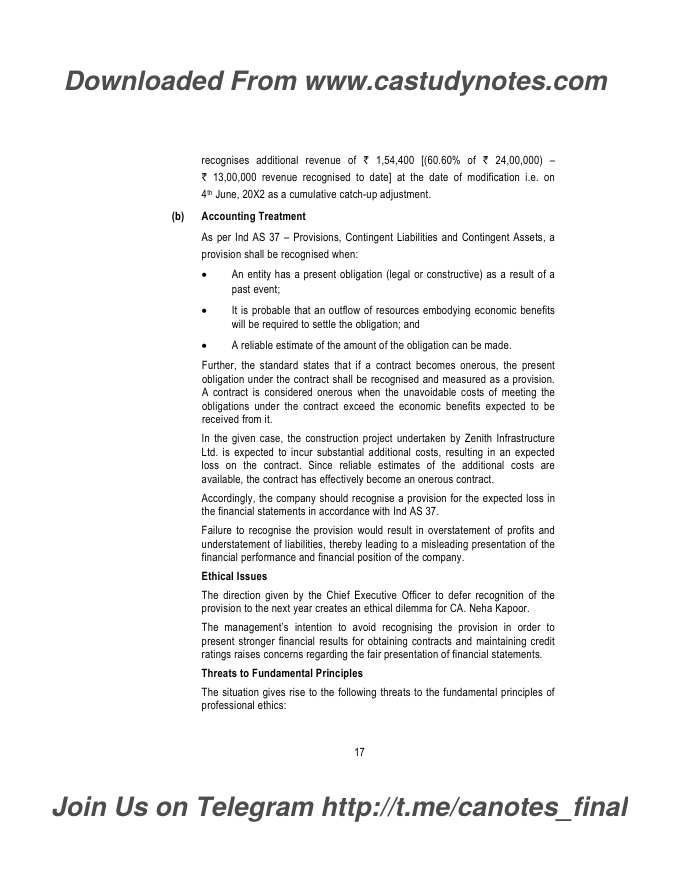 Downloaded From www.castudynotes.com
recognises additional revenue of ₹ 1,54,400 [(60.60% of ₹ 24,00,000) –
₹ 13,00,000 revenue recognised to date] at the date of modification i.e. on
4th June, 20X2 as a cumulative catch-up adjustment.
(b) Accounting Treatment
As per Ind AS 37 – Provisions, Contingent Liabilities and Contingent Assets, a
provision shall be recognised when:
• An entity has a present obligation (legal or constructive) as a result of a
past event;
• It is probable that an outflow of resources embodying economic benefits
will be required to settle the obligation; and
• A reliable estimate of the amount of the obligation can be made.
Further, the standard states that if a contract becomes onerous, the present
obligation under the contract shall be recognised and measured as a provision.
A contract is considered onerous when the unavoidable costs of meeting the
obligations under the contract exceed the economic benefits expected to be
received from it.
In the given case, the construction project undertaken by Zenith Infrastructure
Ltd. is expected to incur substantial additional costs, resulting in an expected
loss on the contract. Since reliable estimates of the additional costs are
available, the contract has effectively become an onerous contract.
Accordingly, the company should recognise a provision for the expected loss in
the financial statements in accordance with Ind AS 37.
Failure to recognise the provision would result in overstatement of profits and
understatement of liabilities, thereby leading to a misleading presentation of the
financial performance and financial position of the company.
Ethical Issues
The direction given by the Chief Executive Officer to defer recognition of the
provision to the next year creates an ethical dilemma for CA. Neha Kapoor.
The management's intention to avoid recognising the provision in order to
present stronger financial results for obtaining contracts and maintaining credit
ratings raises concerns regarding the fair presentation of financial statements.
Threats to Fundamental Principles
The situation gives rise to the following threats to the fundamental principles of
professional ethics:
17
Join Us on Telegram http://t.me/canotes_final